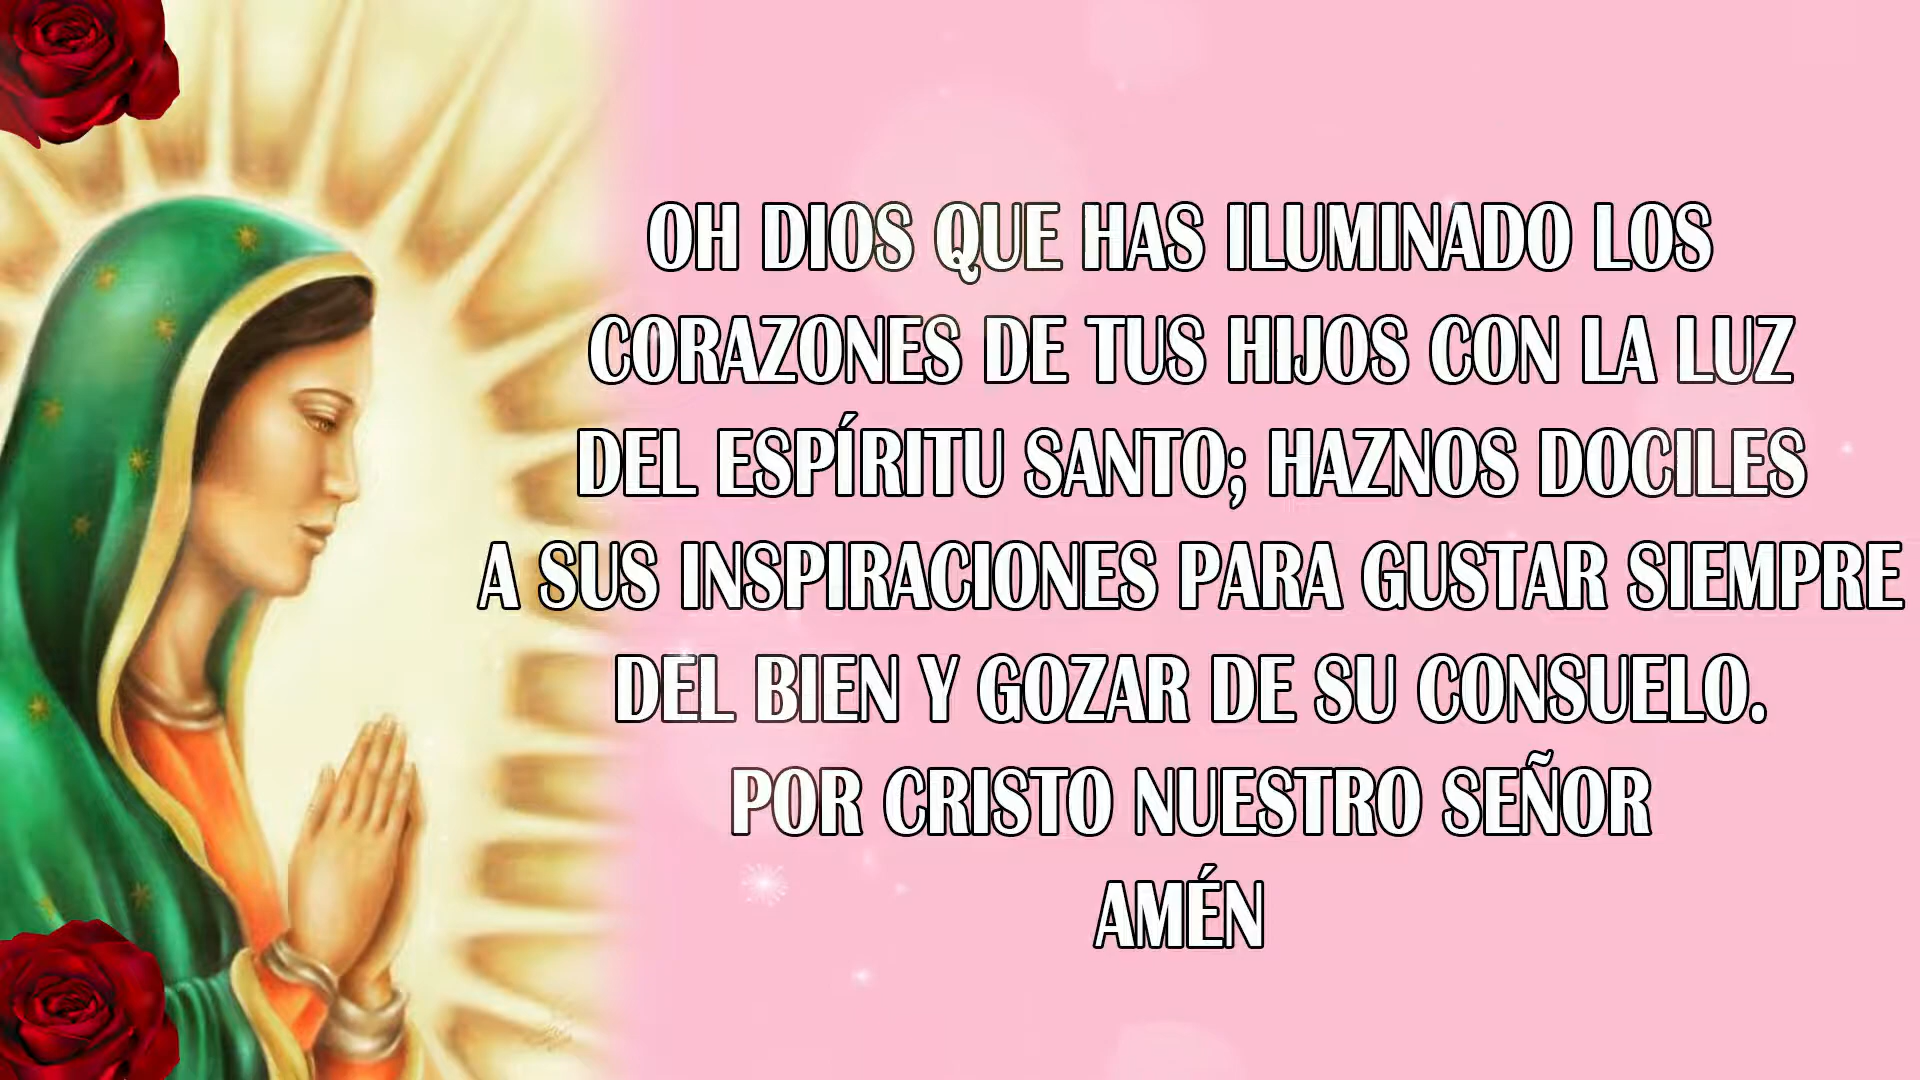 OH DIOS QUE HAS ILUMINADO LOS
CORAZONES DE TUS HIJOS CON LA LUZ
DEL ESPÍRITU SANTO; HAZNOS DOCILES
A SUS INSPIRACIONES PARA GUSTAR SIEMPRE
DEL BIEN Y GOZAR DE SU CONSUELO.
POR CRISTO NUESTRO SEÑOR
AMÉN